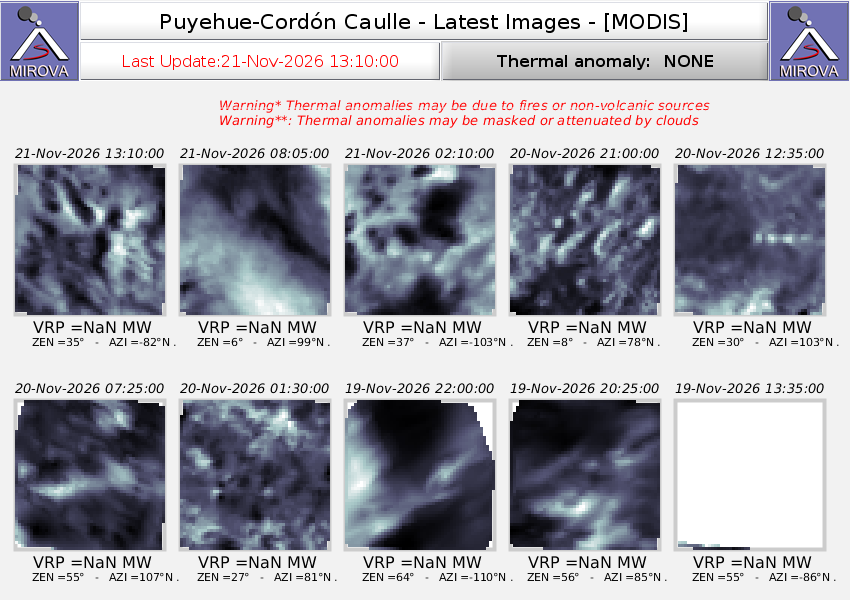 Puyehue-Cordón Caulle - Latest Images - [MODIS]
MIROVA
Last Update:21-Nov-2026 13:10:00
Thermal anomaly: NONE
MIROVA
Warning* Thermal anomalies may be due to fires or non-volcanic sources
Warning**: Thermal anomalies may be masked or attenuated by clouds
21-Nov-2026 13:10:00
21-Nov-2026 08:05:00
21-Nov-2026 02:10:00
20-Nov-2026 21:00:00
20-Nov-2026 12:35:00
VRP =NaN MW
VRP =NaN MW
VRP =NaN MW
VRP =NaN MW
VRP =NaN MW
ZEN =35° - AZI =-82°N .
ZEN =6° - AZI =99°N .
ZEN =37° - AZI =-103°N .
ZEN =8° - AZI =78°N .
ZEN =30° - AZI =103°N .
20-Nov-2026 07:25:00
20-Nov-2026 01:30:00
19-Nov-2026 22:00:00
19-Nov-2026 20:25:00
19-Nov-2026 13:35:00
VRP =NaN MW
VRP =NaN MW
VRP =NaN MW
VRP =NaN MW
VRP =NaN MW
ZEN =55° - AZI =107°N .
ZEN =27° - AZI =81°N .
ZEN =64° - AZI =-110°N .
ZEN =56° - AZI =85°N .
ZEN =55° - AZI =-86°N .